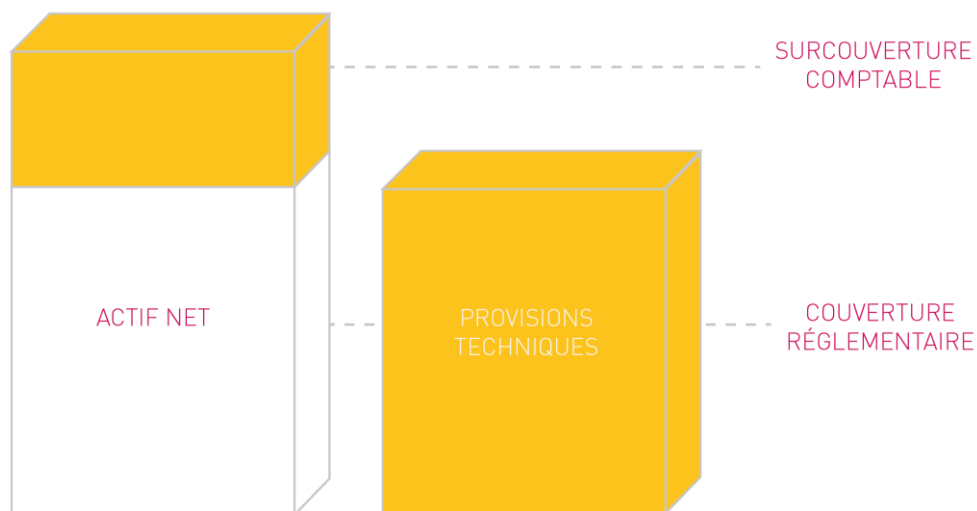 SURCOUVERTURE
COMPTABLE
ACTIF NET
PROVISIONS
TECHNIQUES
COUVERTURE
RÉGLEMENTAIRE